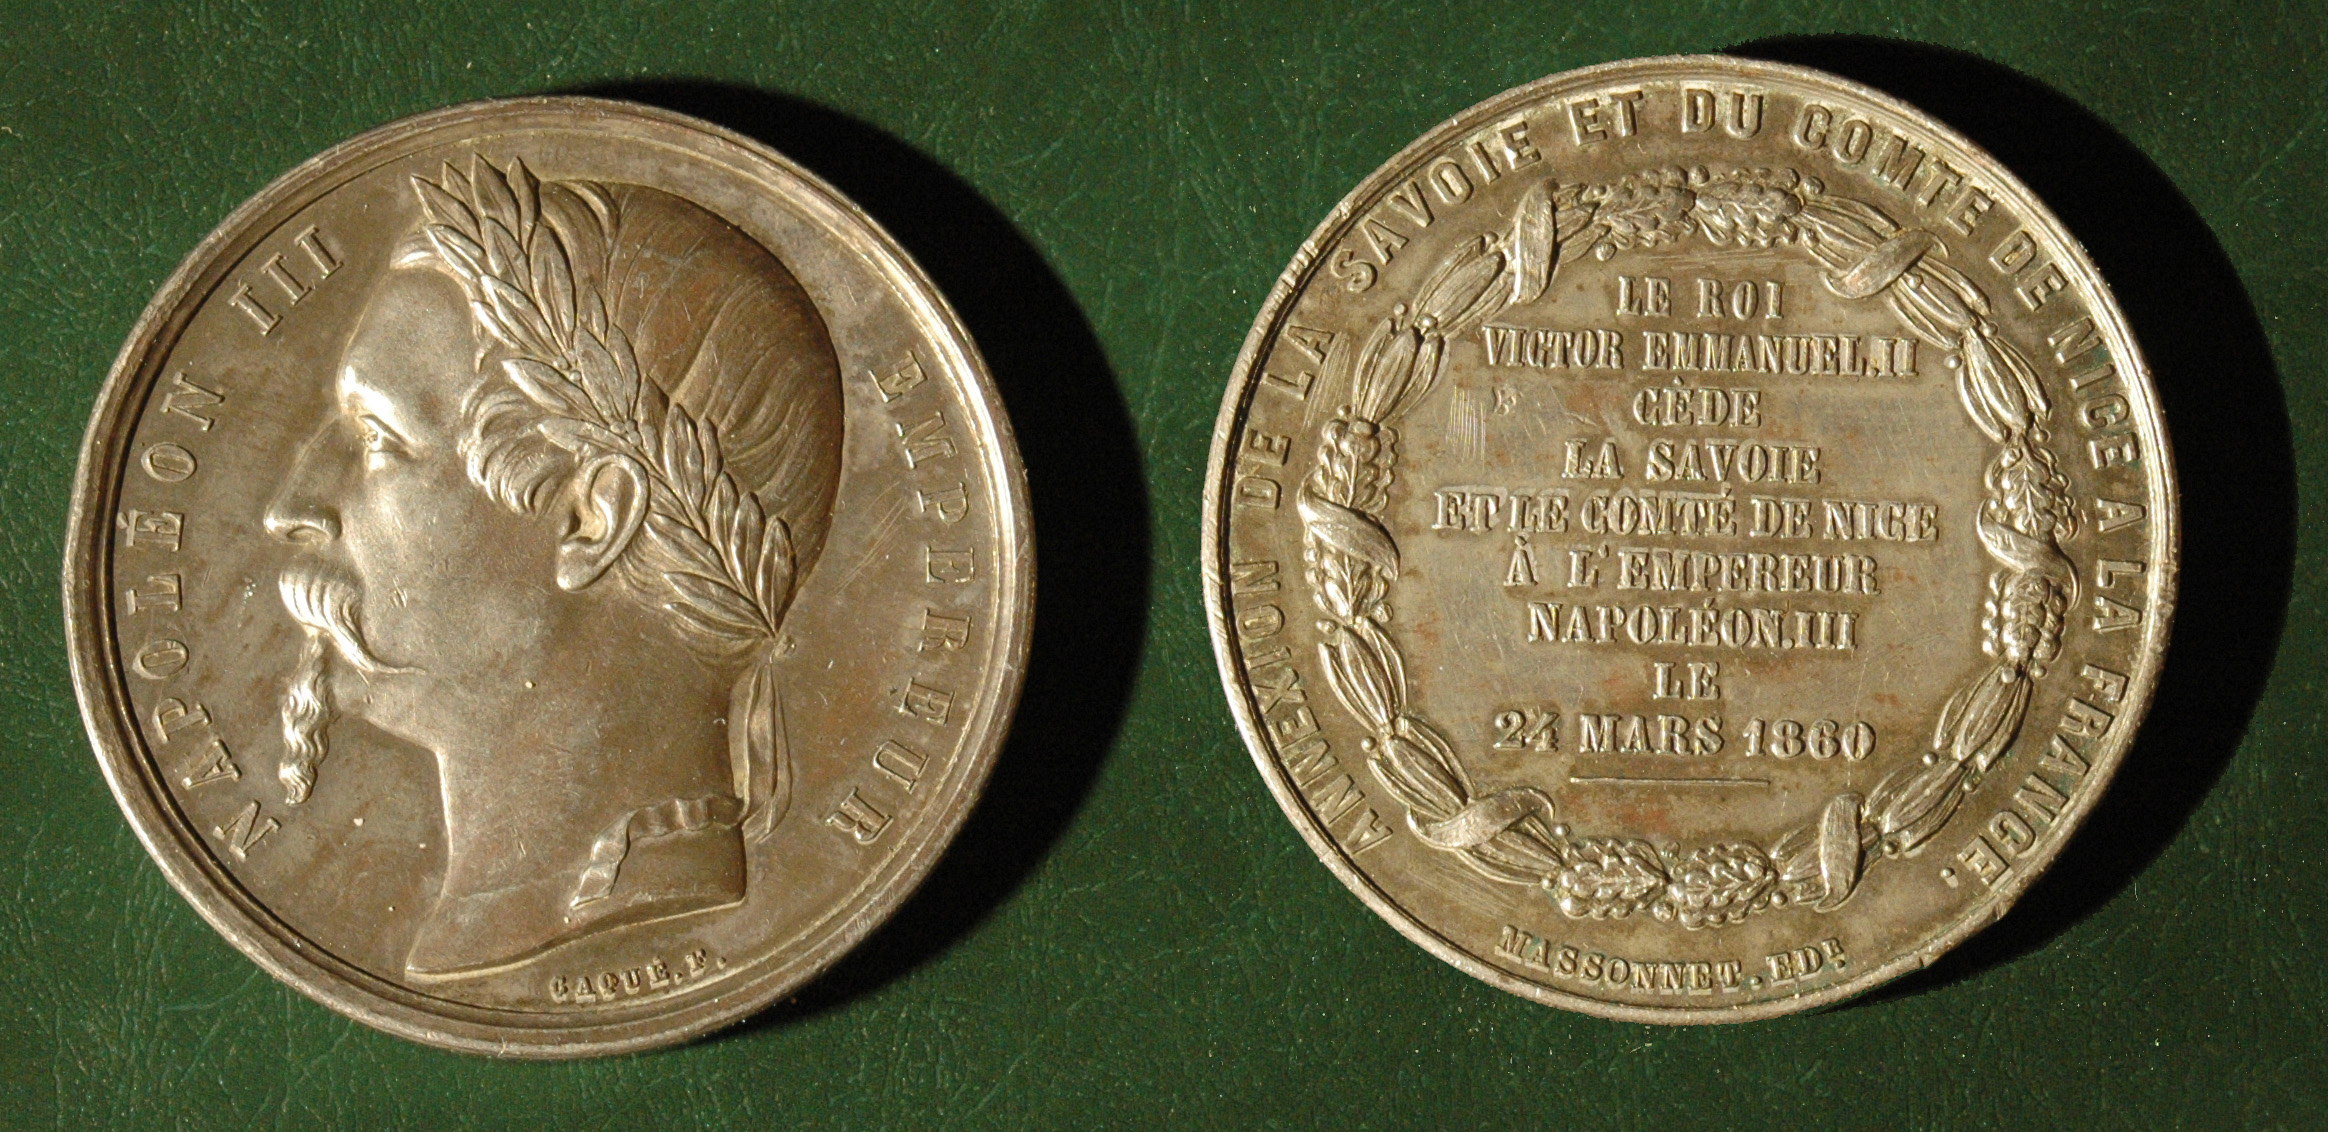 NAPOLÉON III EMPEREUR
CAQUÉ.F.
ANNEXION DE LA SAVOIE ET DU COMTE DE NICE A LA FRANCE.
LE ROI
VICTOR EMMANUEL.II
CÈDE
LA SAVOIE
ET LE COMTÉ DE NICE
À L'EMPEREUR
NAPOLÉON.III
LE
24 MARS 1860
MASSONNET.EDR